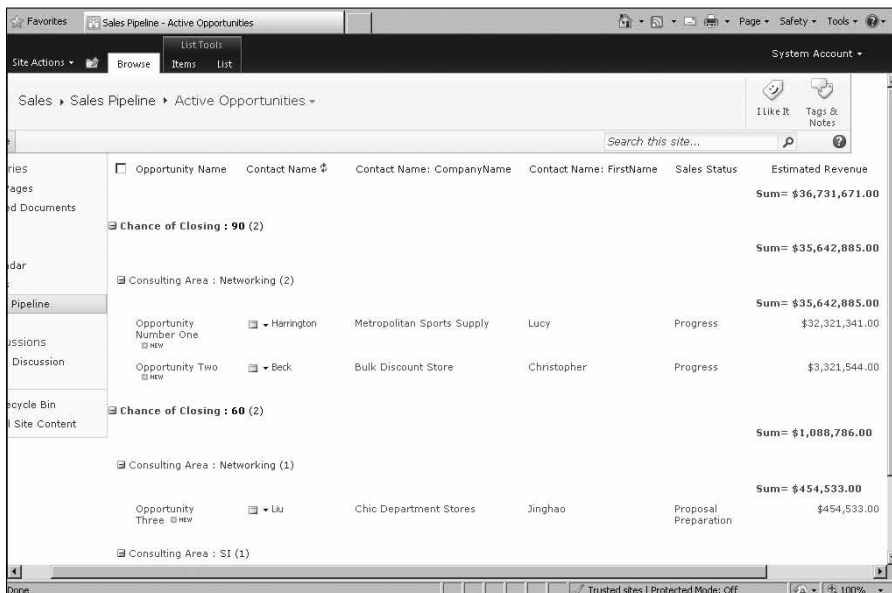 Favorites Sales Pipeline - Active Opportunities Page Safety Tools
List Tools
System Account
Site Actions Browse Items List
Sales Sales Pipeline Active Opportunities
I Like It Tags & Notes
Search this site...
ries
Pages
ed Documents
ndar
s
Pipeline
ussions
Discussion
ecycle Bin
l Site Content
Opportunity Name Contact Name Contact Name: CompanyName Contact Name: FirstName Sales Status Estimated Revenue
Sum= $36,731,671.00
Chance of Closing : 90 (2)
Sum= $35,642,885.00
Consulting Area : Networking (2)
Sum= $35,642,885.00
Opportunity Number One NEW Harrington Metropolitan Sports Supply Lucy Progress $32,321,341.00
Opportunity Two NEW Beck Bulk Discount Store Christopher Progress $3,321,544.00
Chance of Closing : 60 (2)
Sum= $1,088,786.00
Consulting Area : Networking (1)
Sum= $454,533.00
Opportunity Three NEW Liu Chic Department Stores Jinghao Proposal Preparation $454,533.00
Consulting Area : SI (1)
Done Trusted sites | Protected Mode: Off 100%